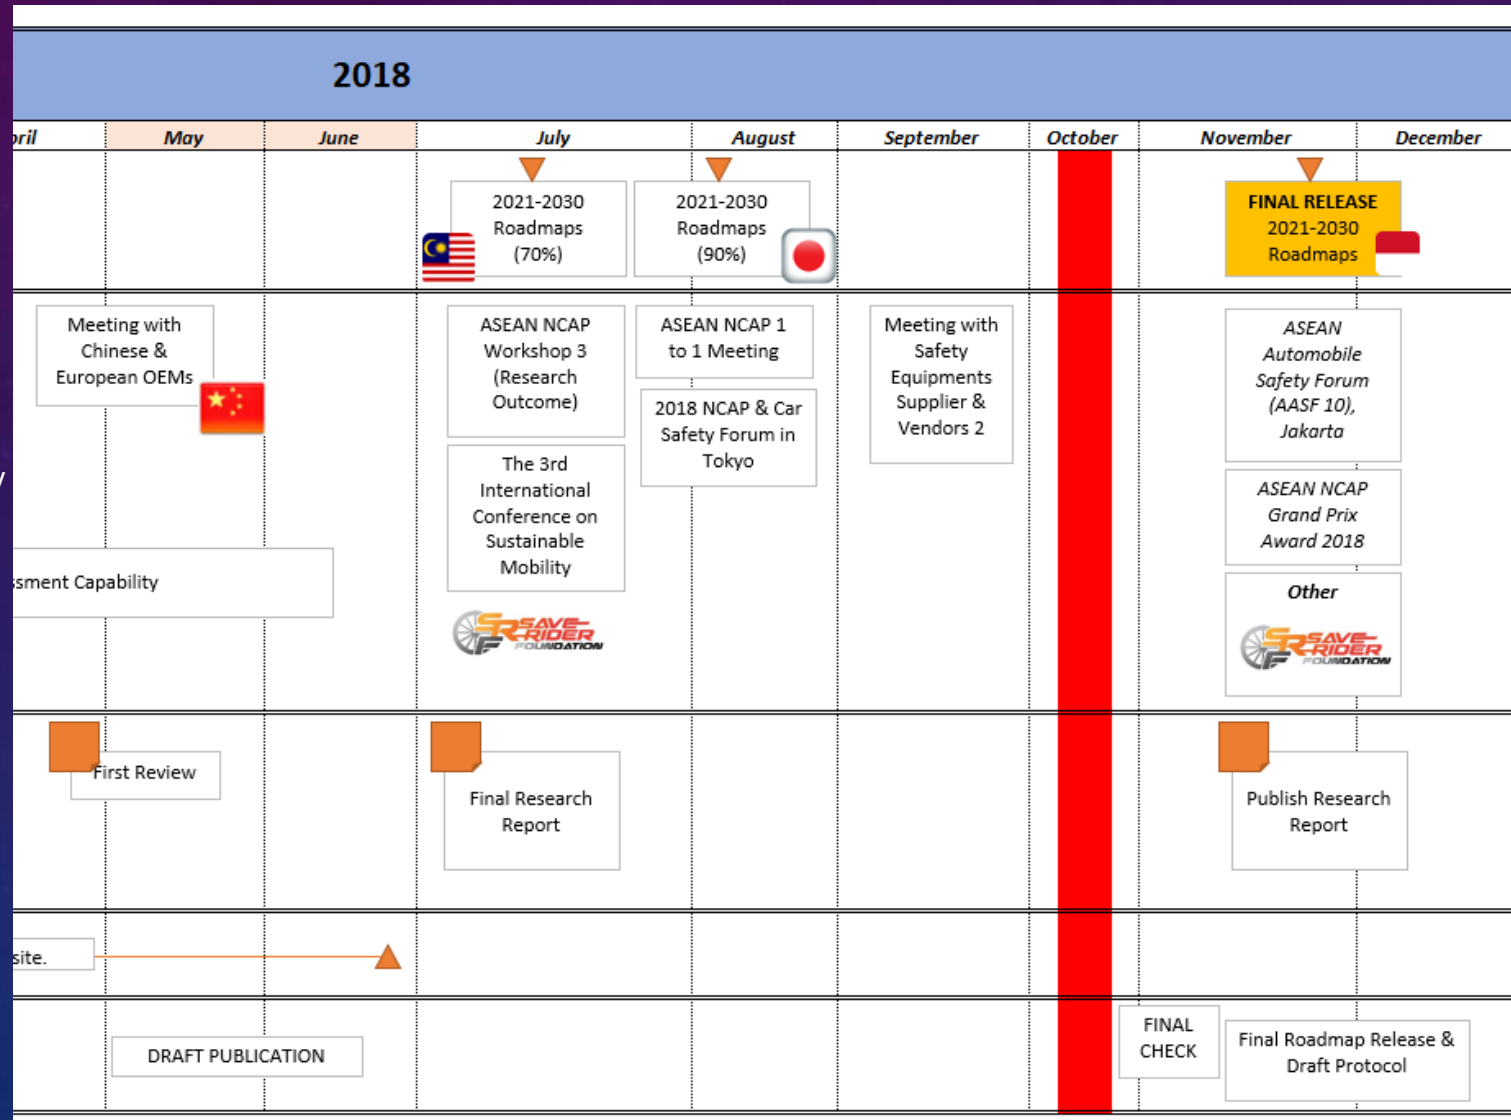 2018
pril
May
June
July
August
September
October
November
December
2021-2030
Roadmaps
(70%)
2021-2030
Roadmaps
(90%)
FINAL RELEASE
2021-2030
Roadmaps
Meeting with
Chinese &
European OEMs
ASEAN NCAP
Workshop 3
(Research
Outcome)
ASEAN NCAP 1
to 1 Meeting
2018 NCAP & Car
Safety Forum in
Tokyo
Meeting with
Safety
Equipments
Supplier &
Vendors 2
ASEAN
Automobile
Safety Forum
(AASF 10),
Jakarta
The 3rd
International
Conference on
Sustainable
Mobility
ASEAN NCAP
Grand Prix
Award 2018
ssment Capability
Other
SRF SAVE-
RIDER
FOUNDATION
SRF SAVE-
RIDER
FOUNDATION
First Review
Final Research
Report
Publish Research
Report
site.
DRAFT PUBLICATION
FINAL
CHECK
Final Roadmap Release &
Draft Protocol